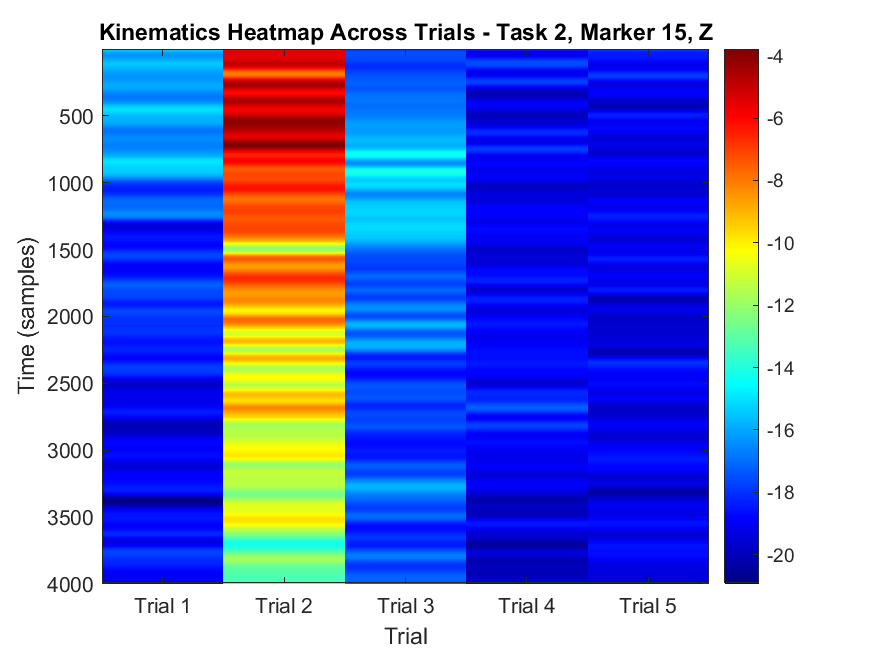 Kinematics Heatmap Across Trials - Task 2, Marker 15, Z
Time (samples)
500
1000
1500
2000
2500
3000
3500
4000
Trial 1
Trial 2
Trial 3
Trial 4
Trial 5
Trial
-4
-6
-8
-10
-12
-14
-16
-18
-20